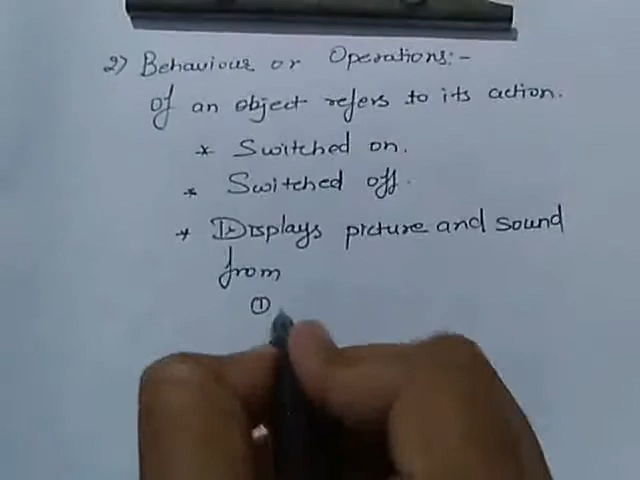 2) Behaviour or Operations:-
of an object refers to its action.
* Switched on.
* Switched off.
* Displays picture and sound
from
①